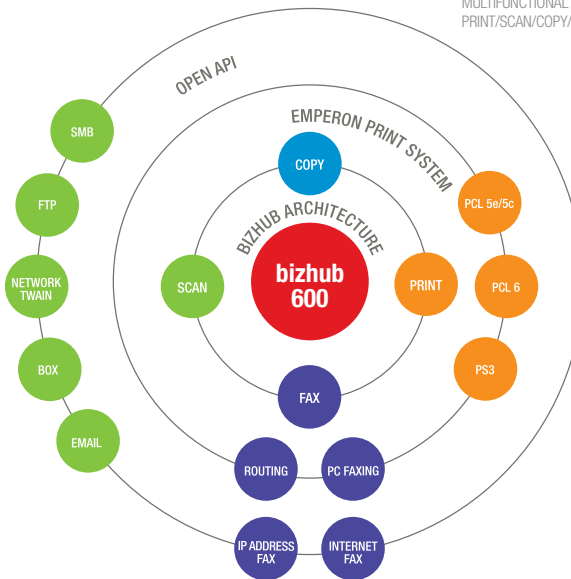 MULTIFUNCTIONAL
PRINT/SCAN/COPY/
OPEN API
EMPERON PRINT SYSTEM
SMB
COPY
PCL 5e/5c
FTP
BIZHUB ARCHITECTURE
NETWORK
TWAIN
SCAN
bizhub
600
PRINT
PCL 6
BOX
PS3
FAX
EMAIL
ROUTING
PC FAXING
IP ADDRESS
FAX
INTERNET
FAX